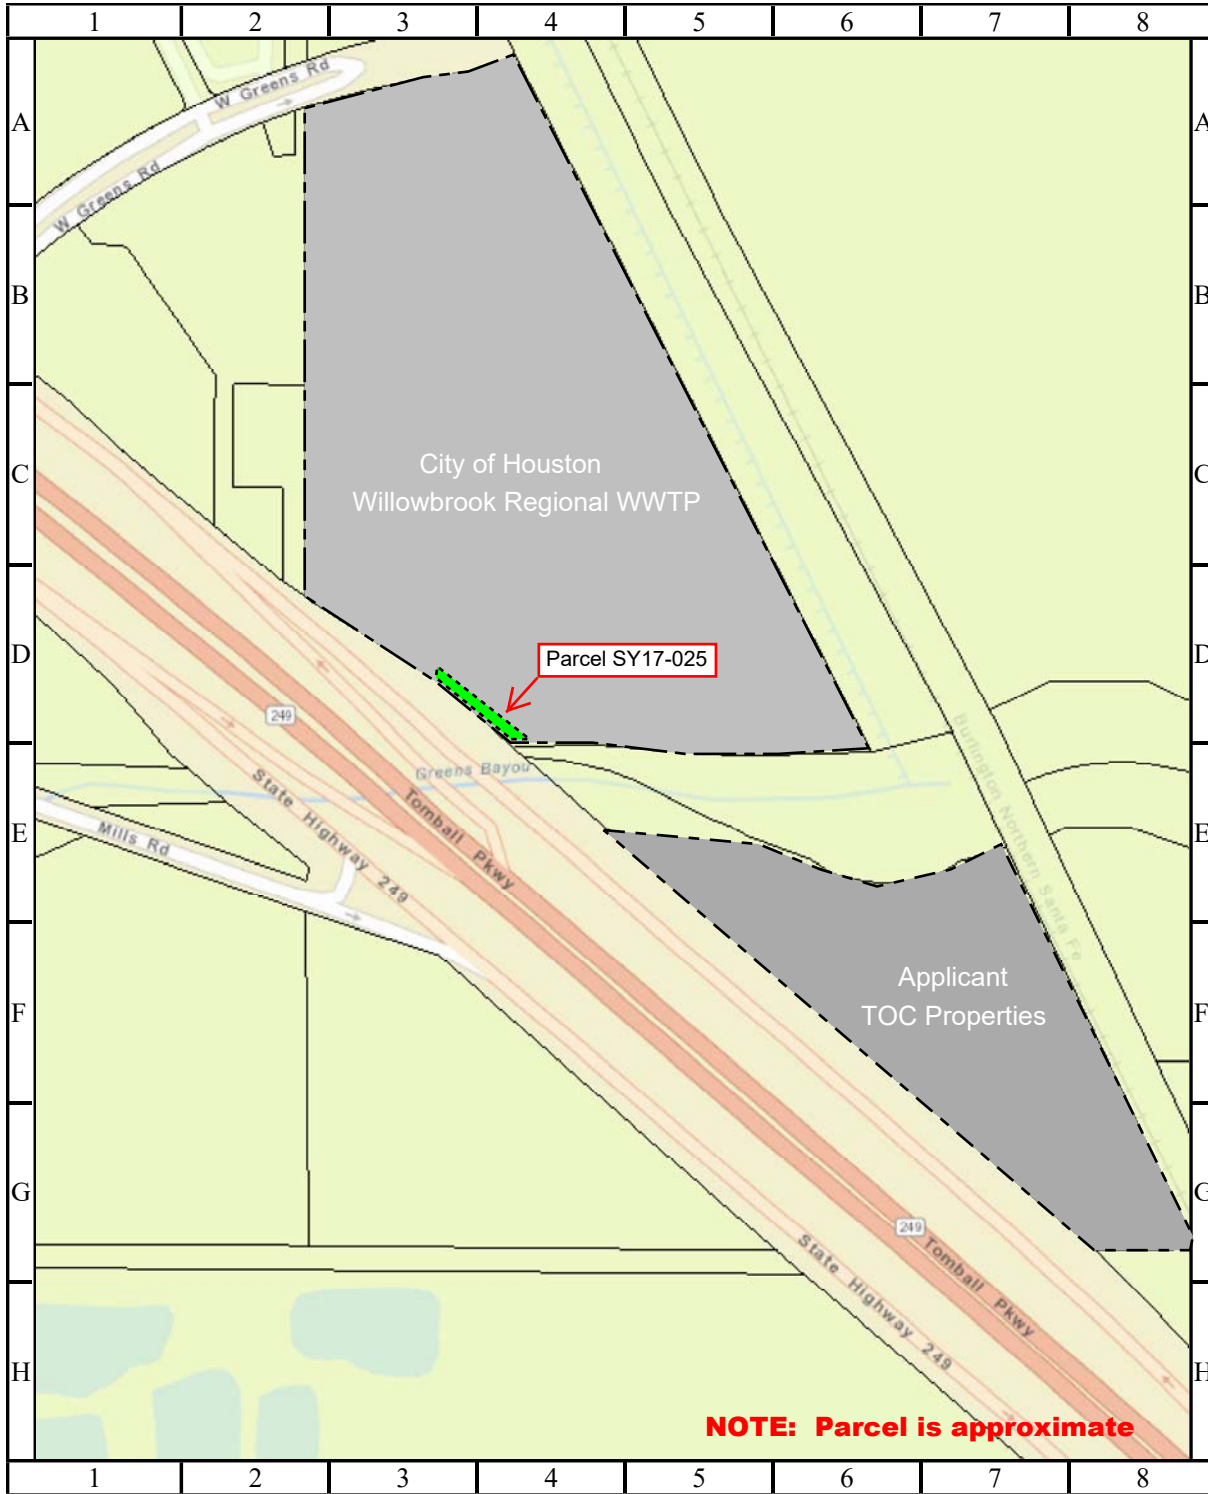 1 2 3 4 5 6 7 8
A A
W Greens Rd
W Greens Rd
B B
City of Houston
Willowbrook Regional WWTP
C C
Parcel SY17-025
D D
249
Greens Bayou
Burlington Northern Santa Fe
State Highway 249
Tomball Pkwy
Mills Rd
E E
Applicant
TOC Properties
F F
G G
249
Tomball Pkwy
State Highway 249
H H
NOTE: Parcel is approximate
1 2 3 4 5 6 7 8